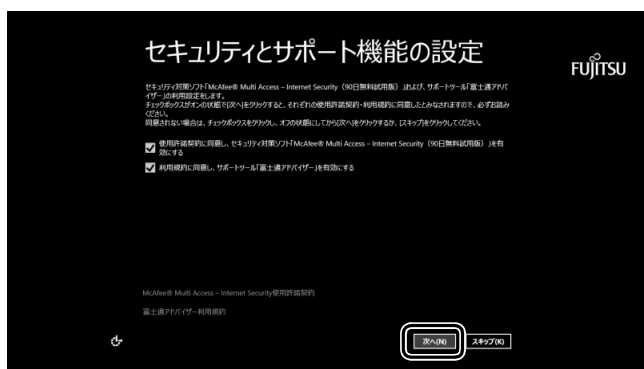 セキュリティとサポート機能の設定
FUJITSU
セキュリティ対策ソフト「McAfee® Multi Access – Internet Security（90日無料試用版）」および、サポートツール「富士通アドバ
イザー」の利用設定をします。
チェックボックスがオンの状態で[次へ]をクリックすると、それぞれの使用許諾契約・利用規約に同意したとみなされますので、必ずお読み
ください。
同意されない場合は、チェックボックスをクリックし、オフの状態にしてから[次へ]をクリックするか、[スキップ]をクリックしてください。
使用許諾契約に同意し、セキュリティ対策ソフト「McAfee® Multi Access – Internet Security（90日無料試用版）」を有
効にする
利用規約に同意し、サポートツール「富士通アドバイザー」を有効にする
McAfee® Multi Access – Internet Security使用許諾契約
富士通アドバイザー利用規約
次へ(N)
スキップ(K)